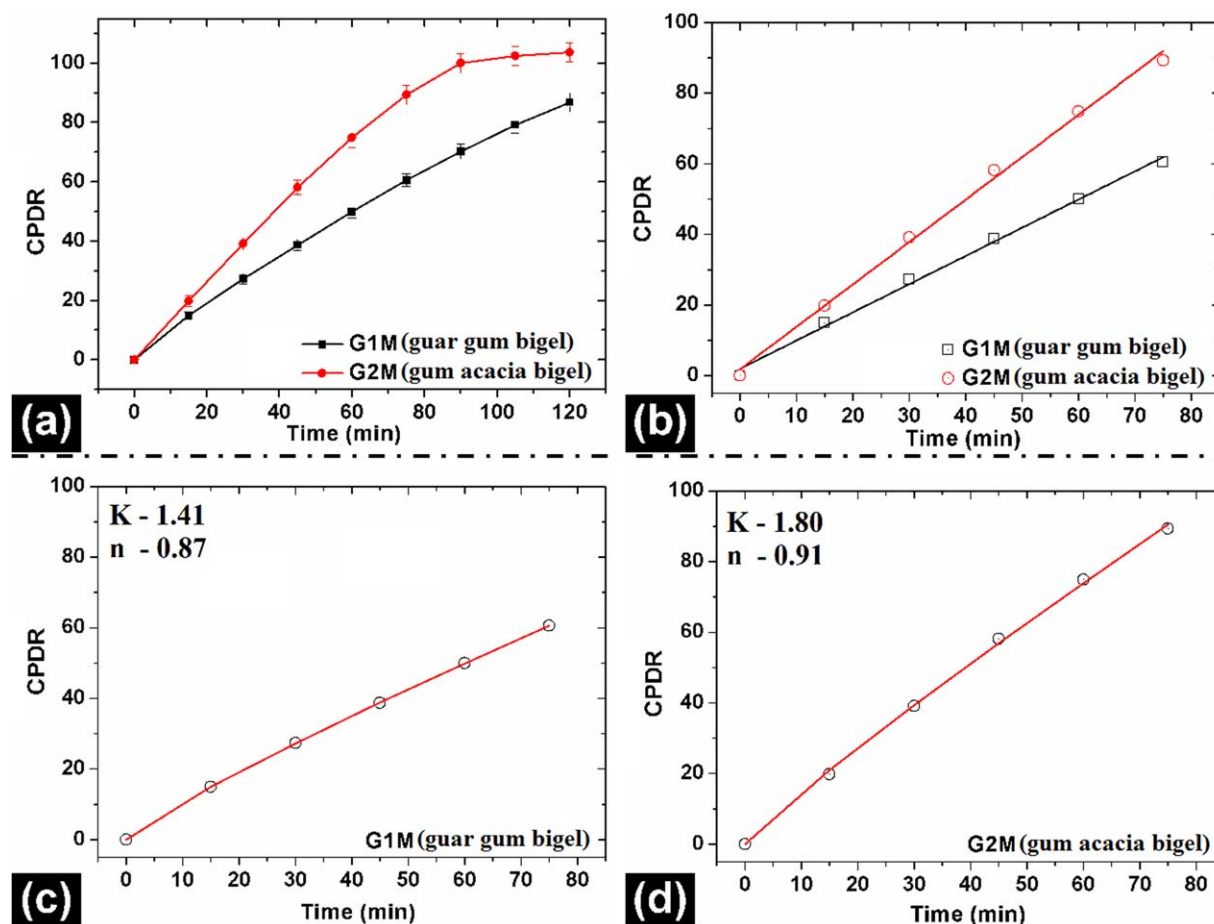 CPDR
100
80
60
40
20
0
G1M (guar gum bigel)
G2M (gum acacia bigel)
0 20 40 60 80 100 120
Time (min)
(a)
CPDR
100
80
60
40
20
0
G1M (guar gum bigel)
G2M (gum acacia bigel)
0 10 20 30 40 50 60 70 80
Time (min)
(b)
CPDR
100
80
60
40
20
0
K - 1.41
n - 0.87
G1M (guar gum bigel)
0 10 20 30 40 50 60 70 80
Time (min)
(c)
CPDR
100
80
60
40
20
0
K - 1.80
n - 0.91
G2M (gum acacia bigel)
0 10 20 30 40 50 60 70 80
Time (min)
(d)